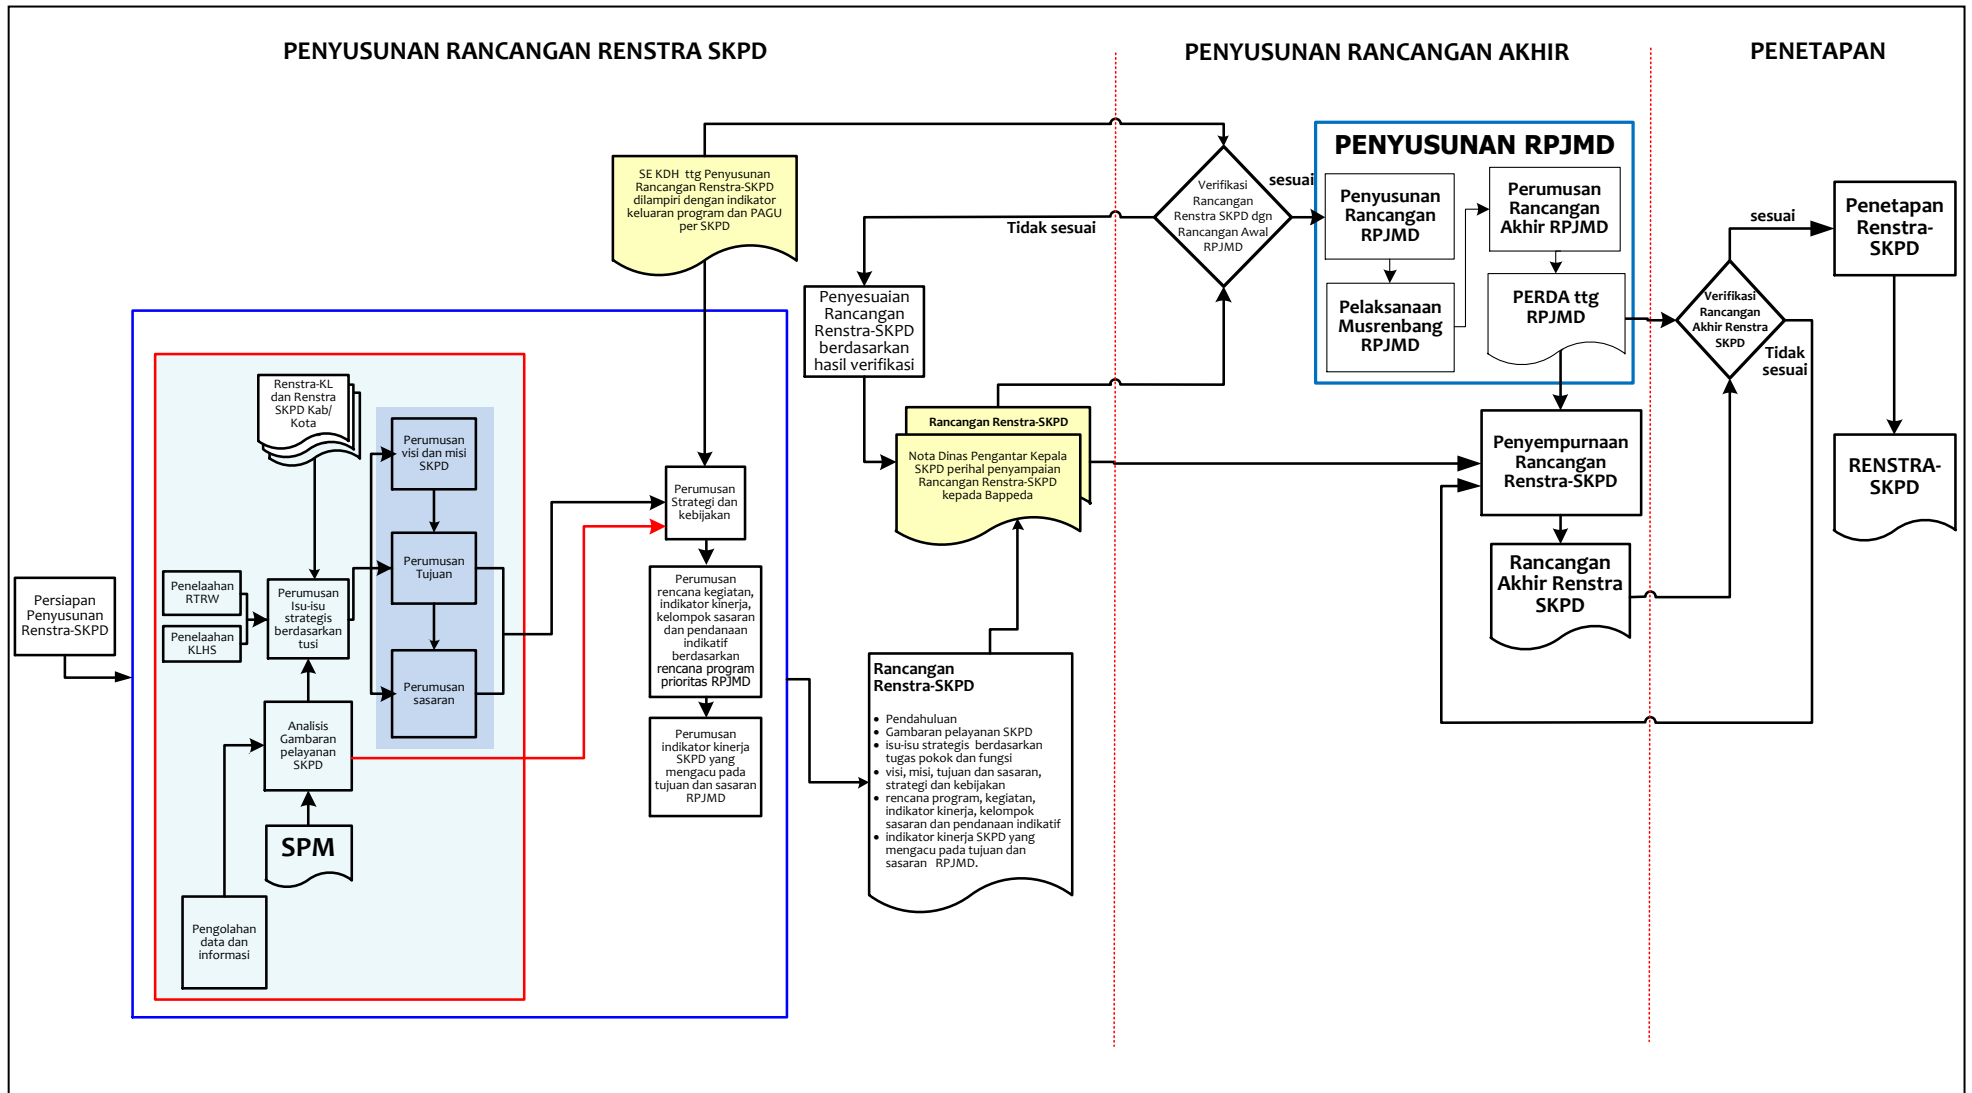 PENYUSUNAN RANCANGAN RENSTRA SKPD
PENYUSUNAN RANCANGAN AKHIR
PENETAPAN
SE KDH ttg Penyusunan
Rancangan Renstra-SKPD
dilampiri dengan indikator
keluaran program dan PAGU
per SKPD
Tidak sesuai
Verifikasi
Rancangan
Renstra SKPD dgn
Rancangan Awal
RPJMD
sesuai
PENYUSUNAN RPJMD
Penyusunan
Rancangan
RPJMD
Pelaksanaan
Musrenbang
RPJMD
Perumusan
Rancangan
Akhir RPJMD
PERDA ttg
RPJMD
Verifikasi
Rancangan
Akhir Renstra
SKPD
sesuai
Tidak
sesuai
Penetapan
Renstra-
SKPD
RENSTRA-
SKPD
Penyesuaian
Rancangan
Renstra-SKPD
berdasarkan
hasil verifikasi
Rancangan Renstra-SKPD
Nota Dinas Pengantar Kepala
SKPD perihal penyampaian
Rancangan Renstra-SKPD
kepada Bappeda
Penyempurnaan
Rancangan
Renstra-SKPD
Rancangan
Akhir Renstra
SKPD
Persiapan
Penyusunan
Renstra-SKPD
Renstra-KL
dan Renstra
SKPD Kab/
Kota
Penelaahan
RTRW
Penelaahan
KLHS
Perumusan
Isu-isu
strategis
berdasarkan
tusi
Analisis
Gambaran
pelayanan
SKPD
SPM
Pengolahan
data dan
informasi
Perumusan
visi dan misi
SKPD
Perumusan
Tujuan
Perumusan
sasaran
Perumusan
Strategi dan
kebijakan
Perumusan
rencana kegiatan,
indikator kinerja,
kelompok sasaran
dan pendanaan
indikatif
berdasarkan
rencana program
prioritas RPJMD
Perumusan
indikator kinerja
SKPD yang
mengacu pada
tujuan dan sasaran
RPJMD
Rancangan
Renstra-SKPD
• Pendahuluan
• Gambaran pelayanan SKPD
• isu-isu strategis berdasarkan
tugas pokok dan fungsi
• visi, misi, tujuan dan sasaran,
strategi dan kebijakan
• rencana program, kegiatan,
indikator kinerja, kelompok
sasaran dan pendanaan indikatif
• indikator kinerja SKPD yang
mengacu pada tujuan dan
sasaran RPJMD.